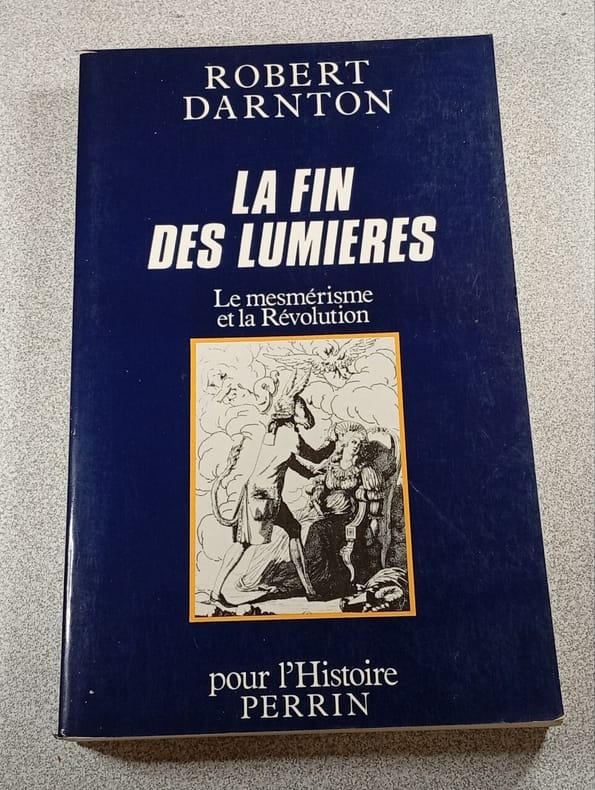 ROBERT
DARNTON
LA FIN
DES LUMIERES
Le mesmérisme
et la Révolution
pour l'Histoire
PERRIN